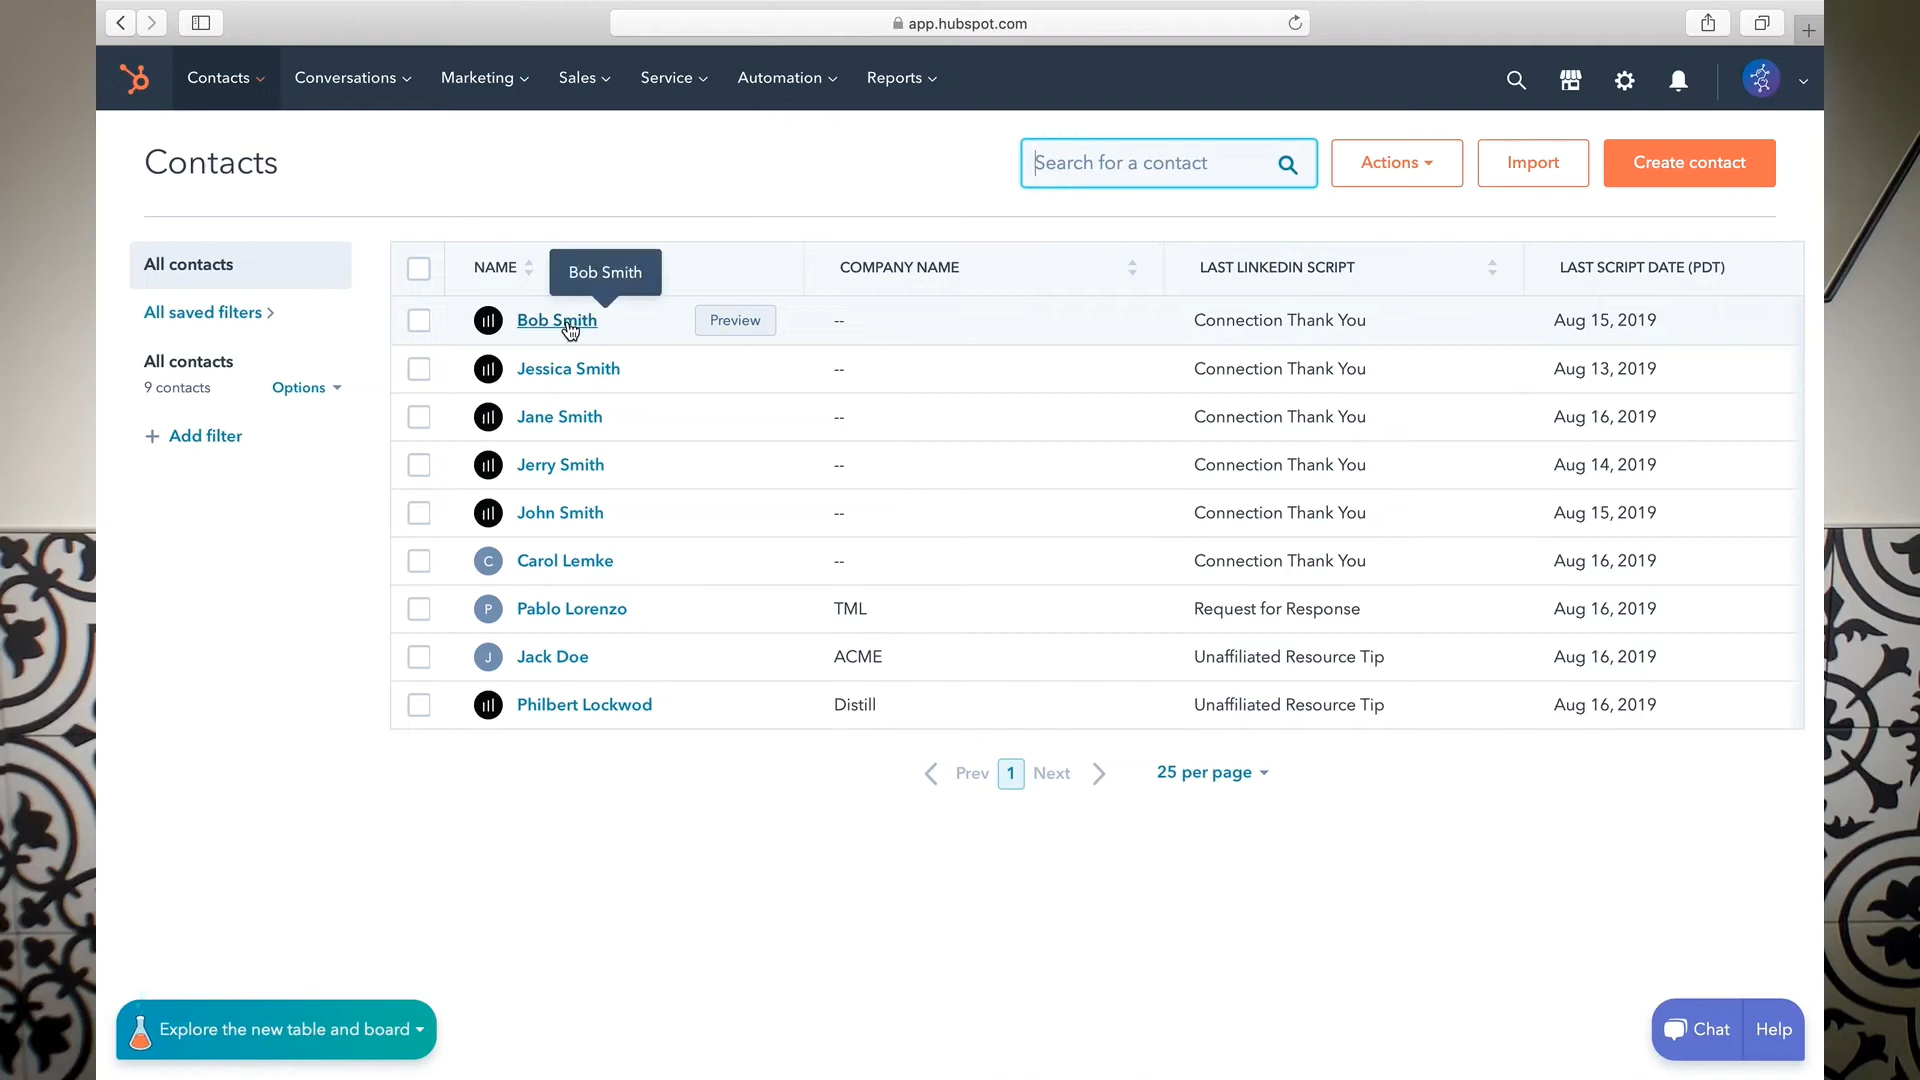 app.hubspot.com
Contacts Conversations Marketing Sales Service Automation Reports
Contacts
Search for a contact
Actions
Import
Create contact
All contacts
All saved filters
All contacts
9 contacts
Options
+ Add filter
NAME COMPANY NAME LAST LINKEDIN SCRIPT LAST SCRIPT DATE (PDT)
Bob Smith
Bob Smith Preview -- Connection Thank You Aug 15, 2019
Jessica Smith -- Connection Thank You Aug 13, 2019
Jane Smith -- Connection Thank You Aug 16, 2019
Jerry Smith -- Connection Thank You Aug 14, 2019
John Smith -- Connection Thank You Aug 15, 2019
C Carol Lemke -- Connection Thank You Aug 16, 2019
P Pablo Lorenzo TML Request for Response Aug 16, 2019
J Jack Doe ACME Unaffiliated Resource Tip Aug 16, 2019
Philbert Lockwod Distill Unaffiliated Resource Tip Aug 16, 2019
Prev 1 Next 25 per page
Explore the new table and board
Chat Help